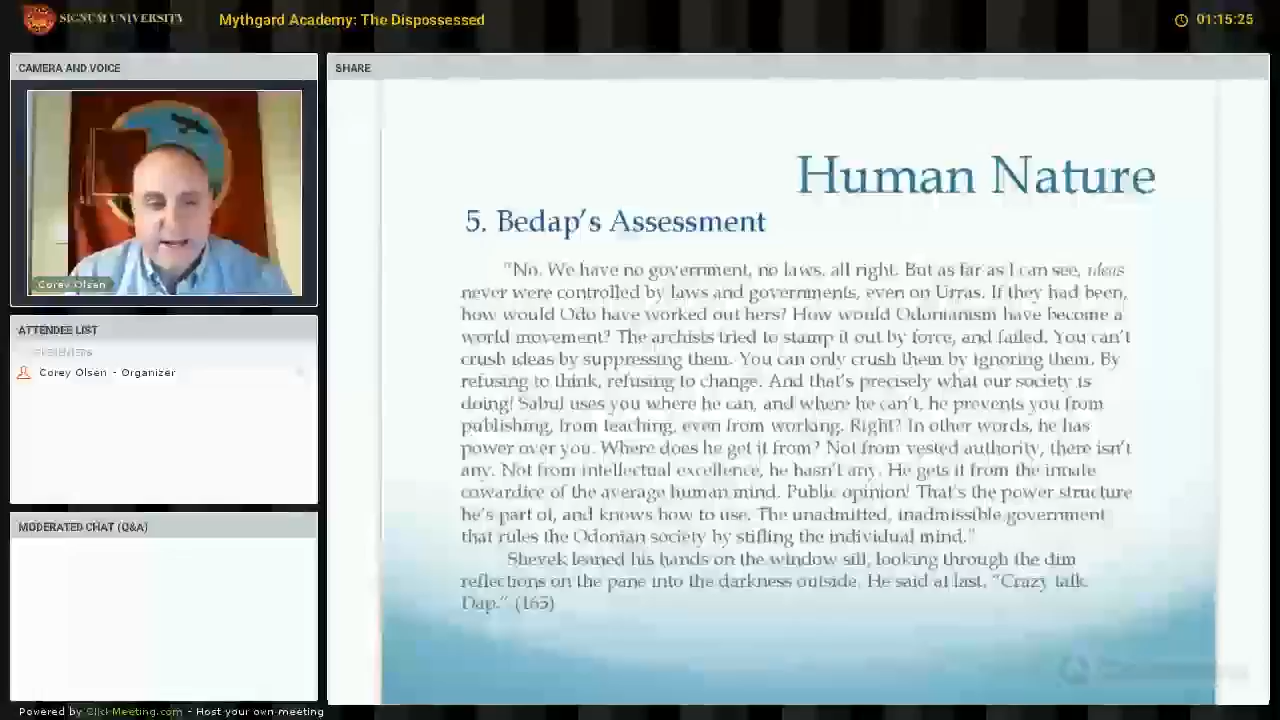 SIGNUM UNIVERSITY
Mythgard Academy: The Dispossessed
01:15:25
CAMERA AND VOICE
Corey Olsen
ATTENDEE LIST
Corey Olsen - Organizer
MODERATED CHAT (Q&A)
Powered by ClickMeeting.com - Host your own meeting
SHARE
Human Nature
5. Bedap's Assessment
"No. We have no government, no laws, all right. But as far as I can see, ideas
never were controlled by laws and governments, even on Urras. If they had been,
how would Odo have worked out hers? How would Odonianism have become a
world movement? The archists tried to stamp it out by force, and failed. You can't
crush ideas by suppressing them. You can only crush them by ignoring them. By
refusing to think, refusing to change. And that's precisely what our society is
doing! Sabul uses you where he can, and where he can't, he prevents you from
publishing, from teaching, even from working. Right? In other words, he has
power over you. Where does he get it from? Not from vested authority, there isn't
any. Not from intellectual excellence, he hasn't any. He gets it from the innate
cowardice of the average human mind. Public opinion! That's the power structure
he's part of, and knows how to use. The unadmitted, inadmissible government
that rules the Odonian society by stifling the individual mind."
Shevek leaned his hands on the window sill, looking through the dim
reflections on the pane into the darkness outside. He said at last, "Crazy talk,
Dap." (165)